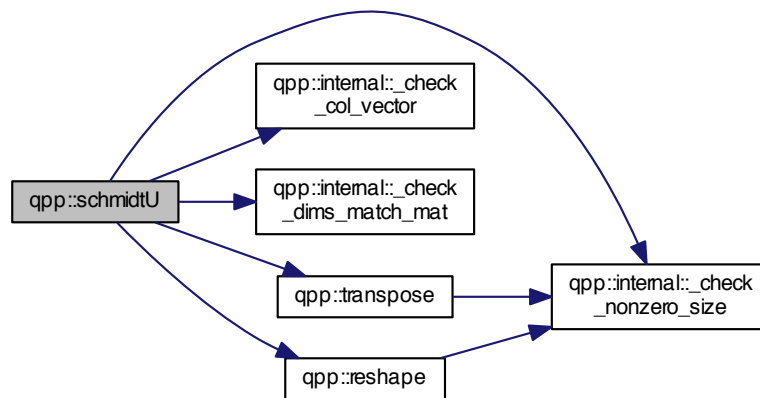 qpp::internal::_check
_col_vector
qpp::schmidtU
qpp::internal::_check
_dims_match_mat
qpp::transpose
qpp::internal::_check
_nonzero_size
qpp::reshape